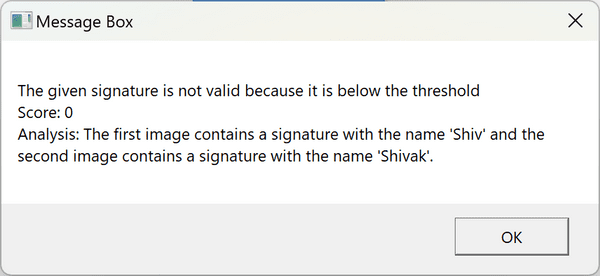 Message Box
The given signature is not valid because it is below the threshold
Score: 0
Analysis: The first image contains a signature with the name 'Shiv' and the
second image contains a signature with the name 'Shivak'.
OK